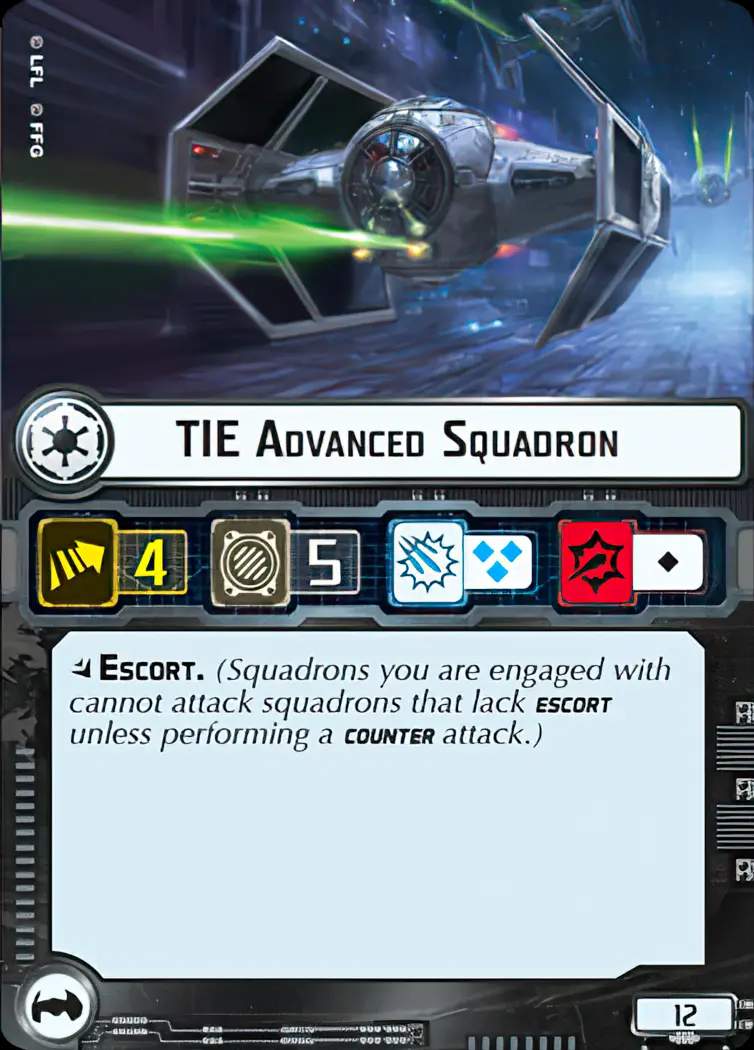 © LFL © FFG
TIE Advanced Squadron
4
5
Escort. (Squadrons you are engaged with
cannot attack squadrons that lack escort
unless performing a counter attack.)
12